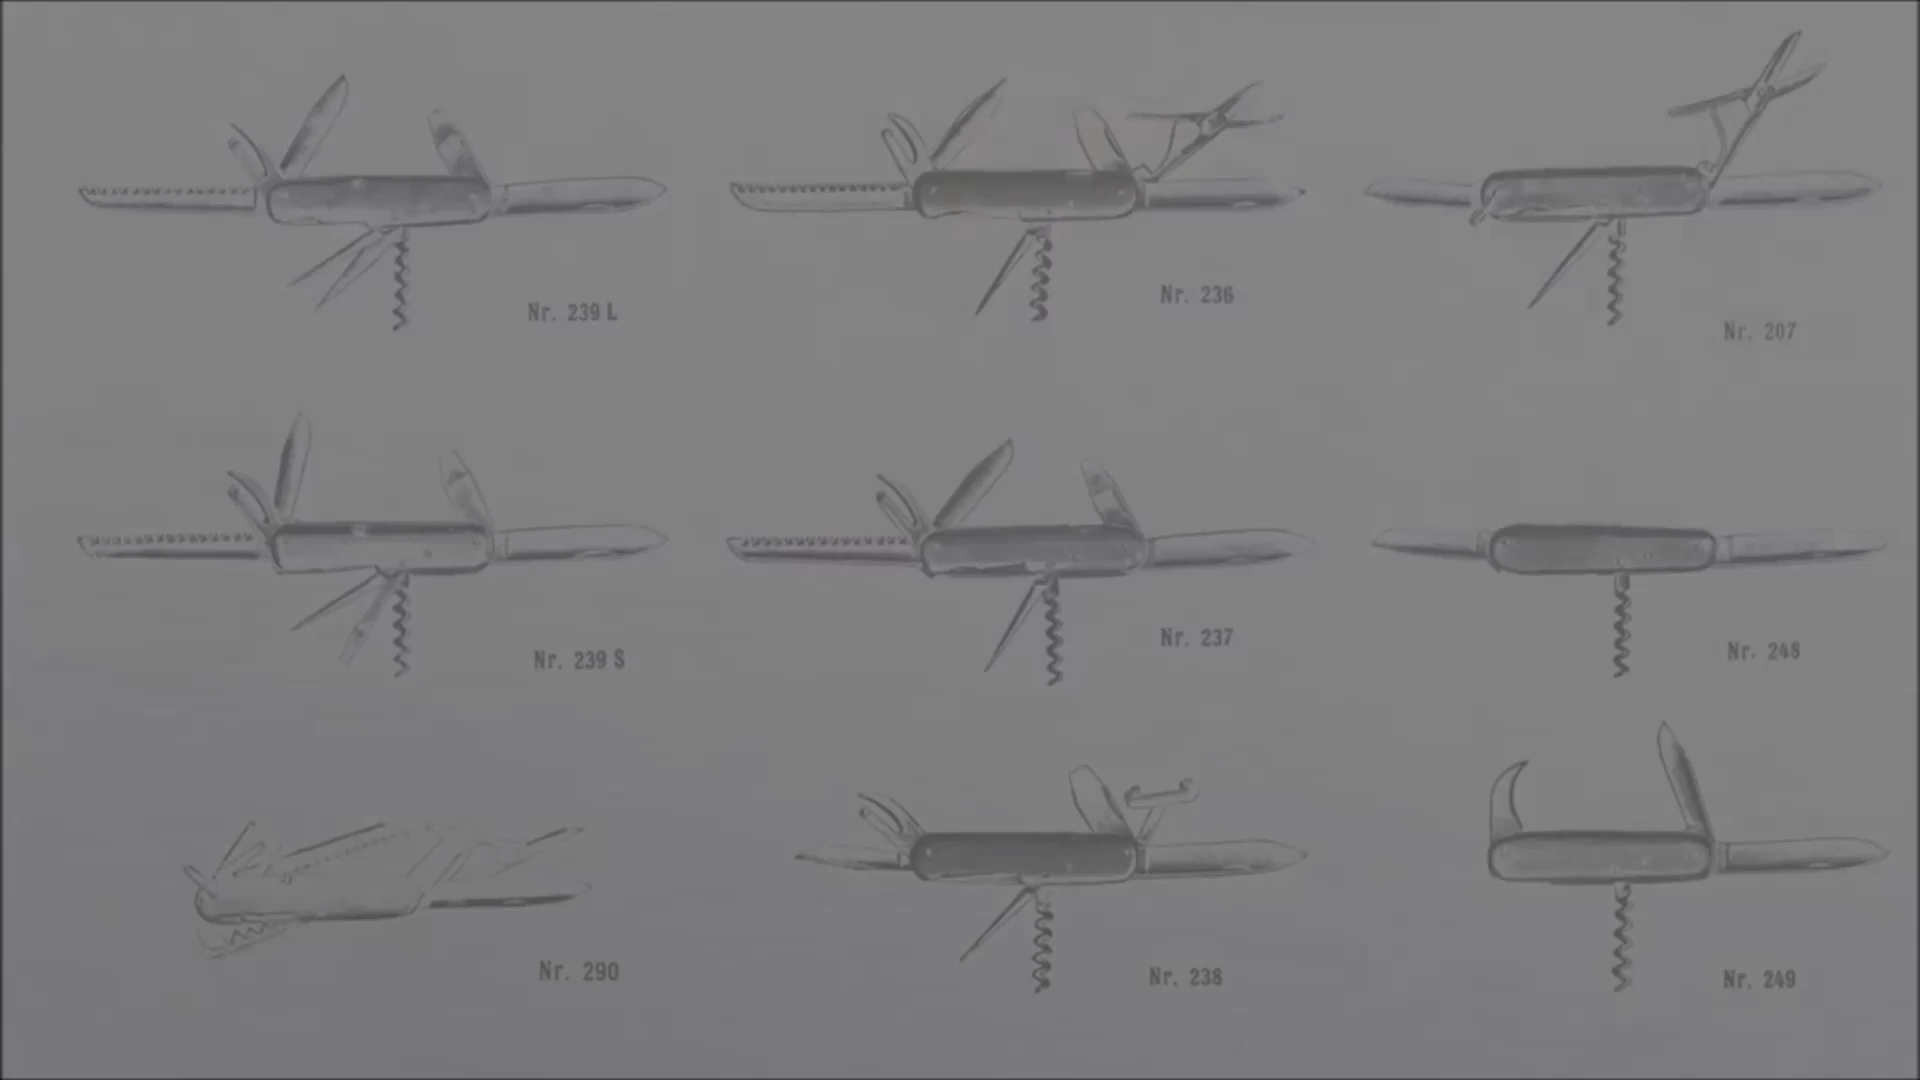 Nr. 239 L
Nr. 236
Nr. 207
Nr. 239 S
Nr. 237
Nr. 248
Nr. 290
Nr. 238
Nr. 249